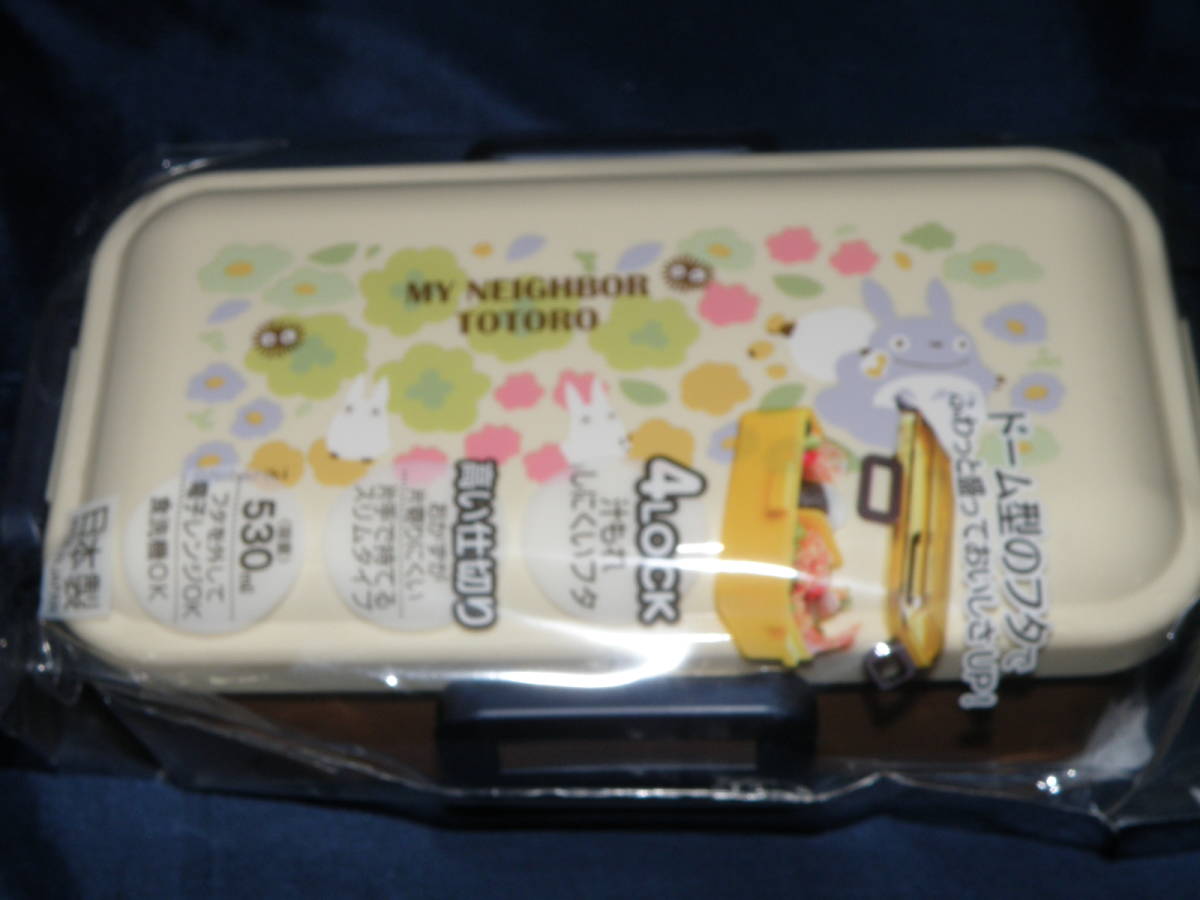 MY NEIGHBOR
TOTORO
ドーム型のフタで
ふわっと盛っておいしさUP!
4LOCK
汁もれ
しにくいフタ
高い仕切り
おかずが
片寄りにくい
片手で持てる
スリムタイプ
530ml
フタを外して
電子レンジOK
食洗機OK
日本製